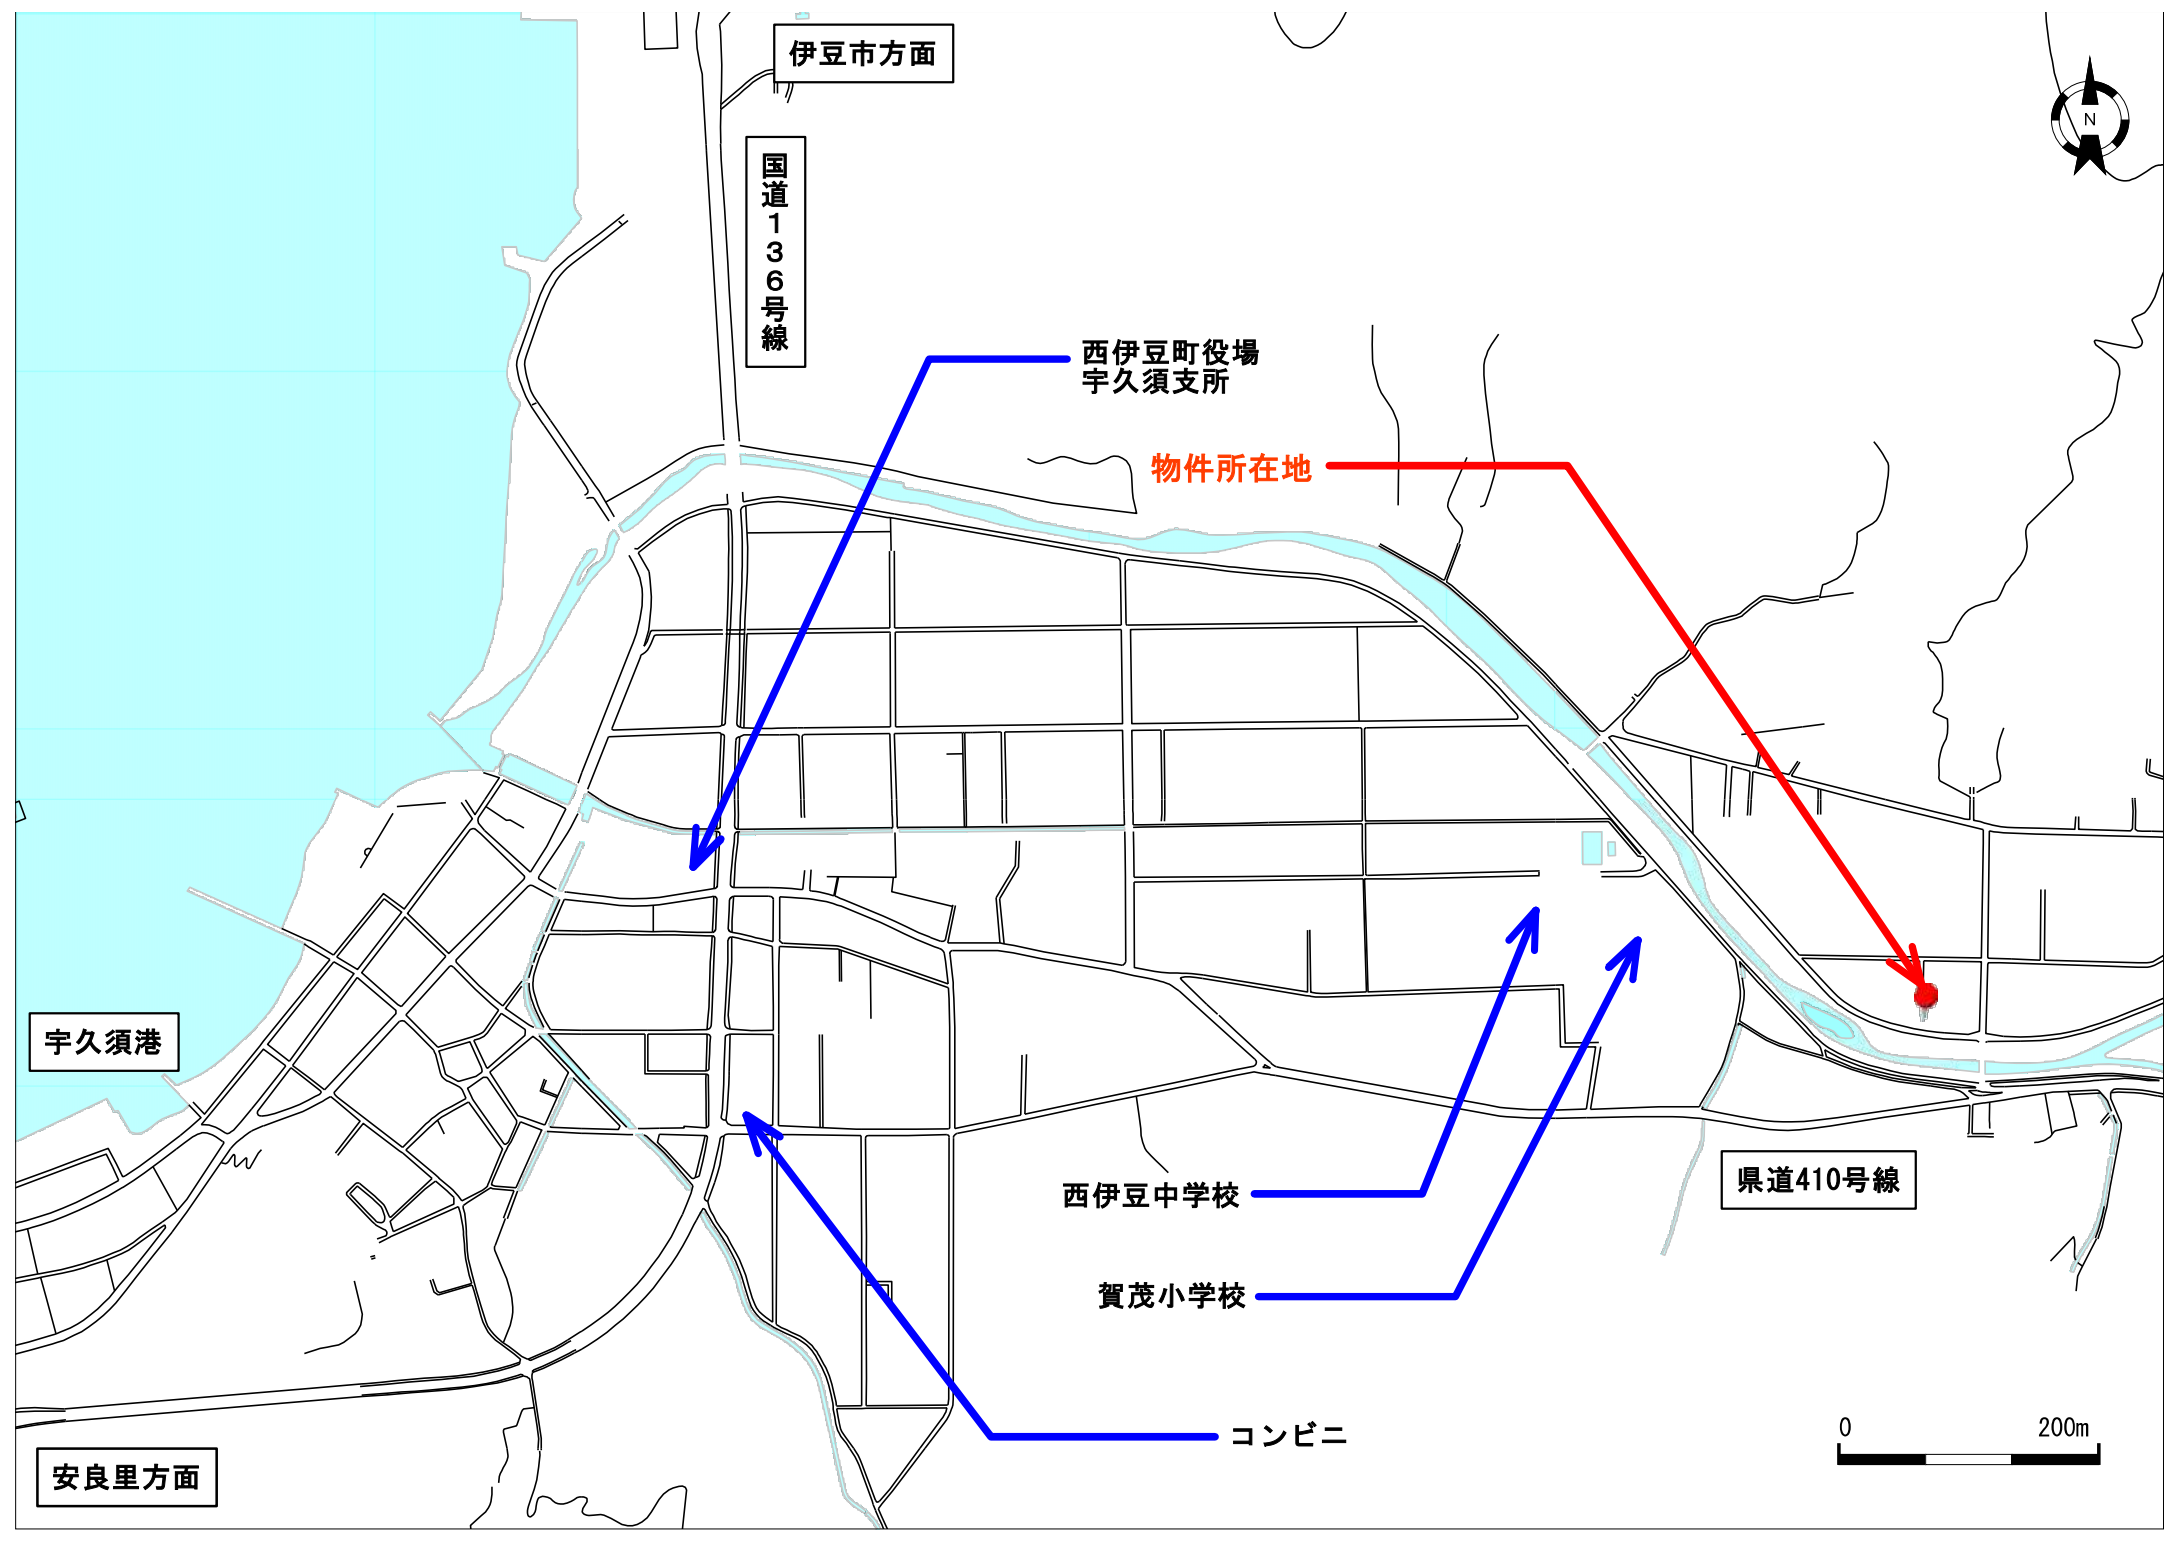 伊豆市方面
N
国道136号線
西伊豆町役場
宇久須支所
物件所在地
宇久須港
西伊豆中学校
県道410号線
賀茂小学校
コンビニ
0 200m
安良里方面